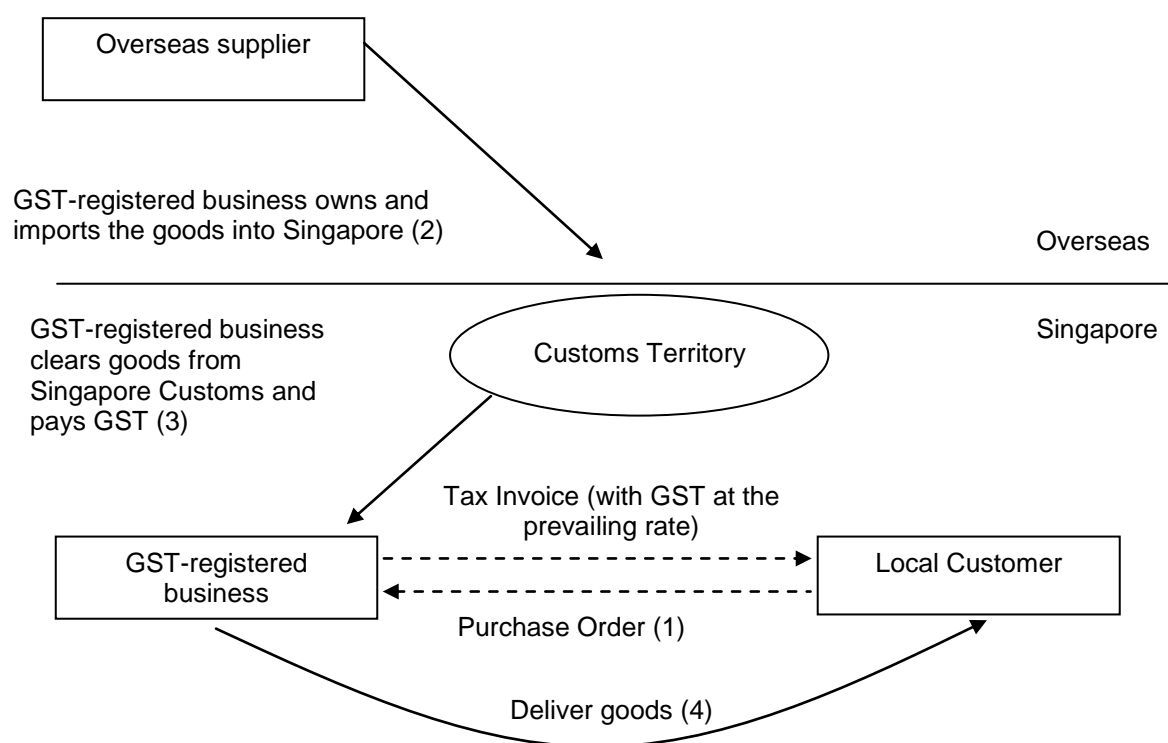 Overseas supplier
GST-registered business owns and
imports the goods into Singapore (2)
Overseas
GST-registered business
clears goods from
Singapore Customs and
pays GST (3)
Customs Territory
Singapore
Tax Invoice (with GST at the
prevailing rate)
GST-registered
business
Local Customer
Purchase Order (1)
Deliver goods (4)